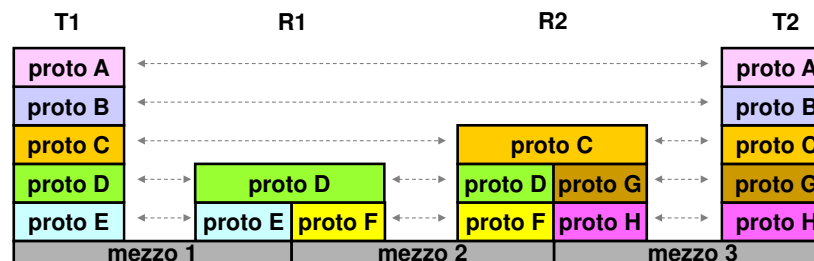 T1 R1 R2 T2
proto A proto A
proto B proto B
proto C proto C proto C
proto D proto D proto D proto G proto G
proto E proto E proto F proto F proto H proto H
mezzo 1 mezzo 2 mezzo 3